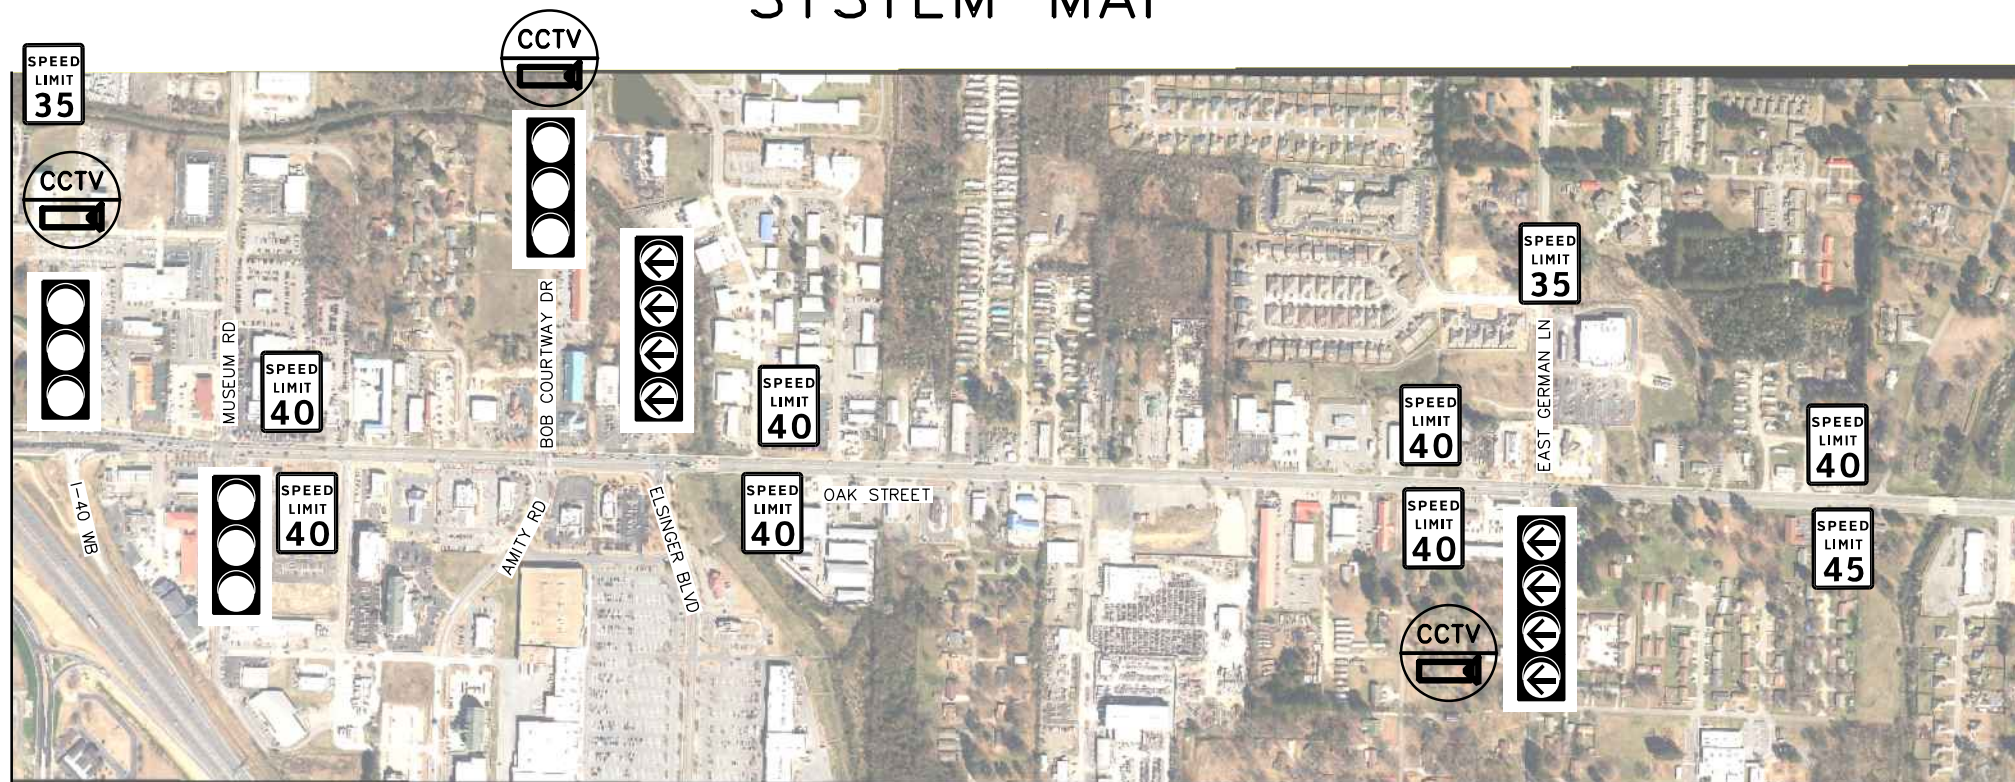 SYSTEM MAP
CCTV
SPEED
LIMIT
35
CCTV
SPEED
LIMIT
35
MUSEUM RD
BOB COURTWAY DR
EAST GERMAN LN
SPEED
LIMIT
40
SPEED
LIMIT
40
SPEED
LIMIT
40
SPEED
LIMIT
40
I-40 WB
SPEED
LIMIT
40
AMITY RD
ELSINGER BLVD
SPEED
LIMIT
40
OAK STREET
SPEED
LIMIT
40
SPEED
LIMIT
45
CCTV